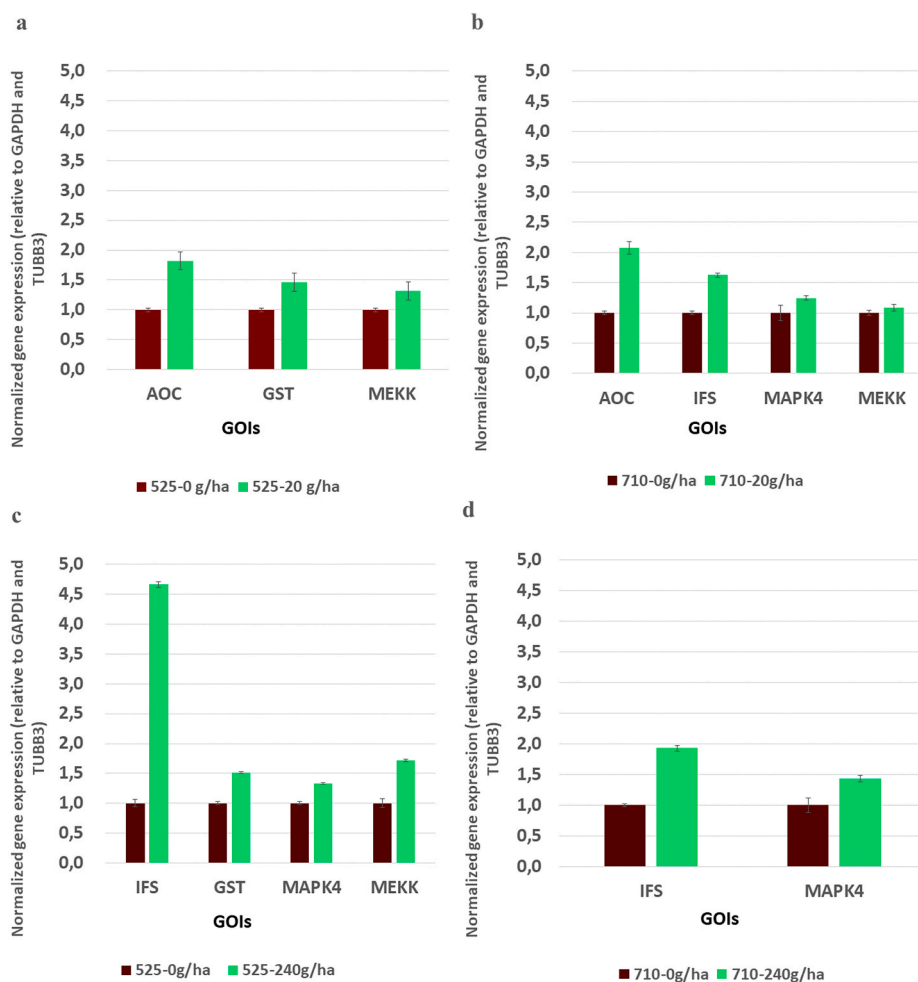 a
Normalized gene expression (relative to GAPDH and
TUBB3)
5,0
4,5
4,0
3,5
3,0
2,5
2,0
1,5
1,0
0,5
0,0
AOC GST MEKK
GOIs
525-0 g/ha 525-20 g/ha
b
Normalized gene expression (relative to GAPDH and
TUBB3)
5,0
4,5
4,0
3,5
3,0
2,5
2,0
1,5
1,0
0,5
0,0
AOC IFS MAPK4 MEKK
GOIs
710-0g/ha 710-20g/ha
c
Normalized gene expression (relative to GAPDH and
TUBB3)
5,0
4,5
4,0
3,5
3,0
2,5
2,0
1,5
1,0
0,5
0,0
IFS GST MAPK4 MEKK
GOIs
525-0g/ha 525-240g/ha
d
Normalized gene expression (relative to GAPDH and
TUBB3)
5,0
4,5
4,0
3,5
3,0
2,5
2,0
1,5
1,0
0,5
0,0
IFS MAPK4
GOIs
710-0g/ha 710-240g/ha